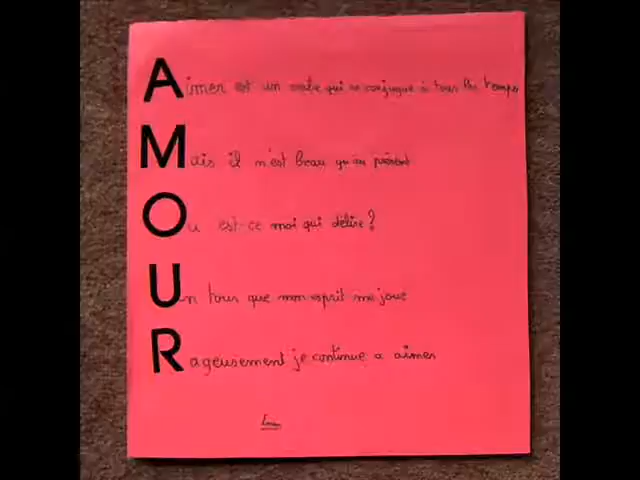 Aimer est un verbe qui se conjugue à tous les temps
Mais il n'est beau qu'au présent
Ou est-ce moi qui délire?
Un tour que mon esprit me joue
Rageusement je continue a aimer